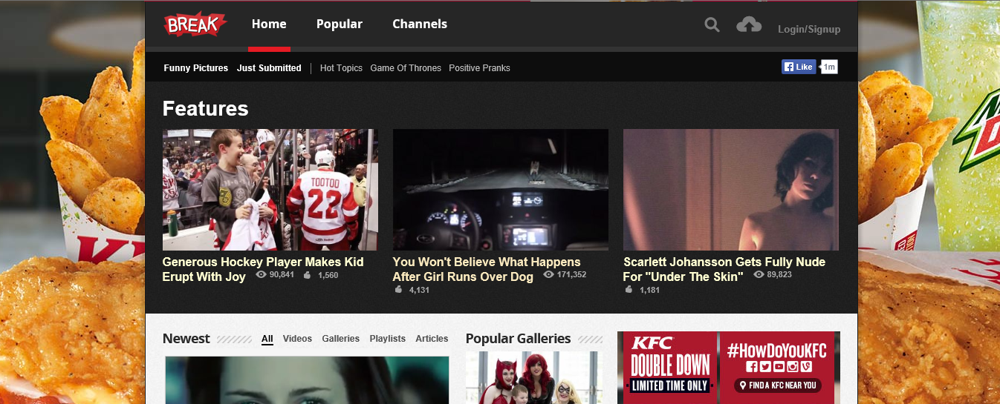 BREAK
Home
Popular
Channels
Login/Signup
Funny Pictures
Just Submitted
Hot Topics
Game Of Thrones
Positive Pranks
Like
1m
Features
TOOTOO
22
Generous Hockey Player Makes Kid
Erupt With Joy
90,841
1,560
You Won't Believe What Happens
After Girl Runs Over Dog
171,352
4,131
Scarlett Johansson Gets Fully Nude
For "Under The Skin"
89,823
1,181
Newest
All
Videos
Galleries
Playlists
Articles
Popular Galleries
KFC
DOUBLE DOWN
LIMITED TIME ONLY
#HowDoYouKFC
FIND A KFC NEAR YOU